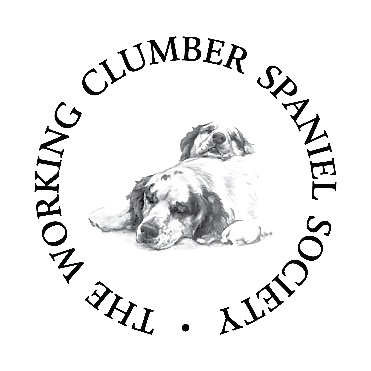 THE WORKING CLUMBER SPANIEL SOCIETY •